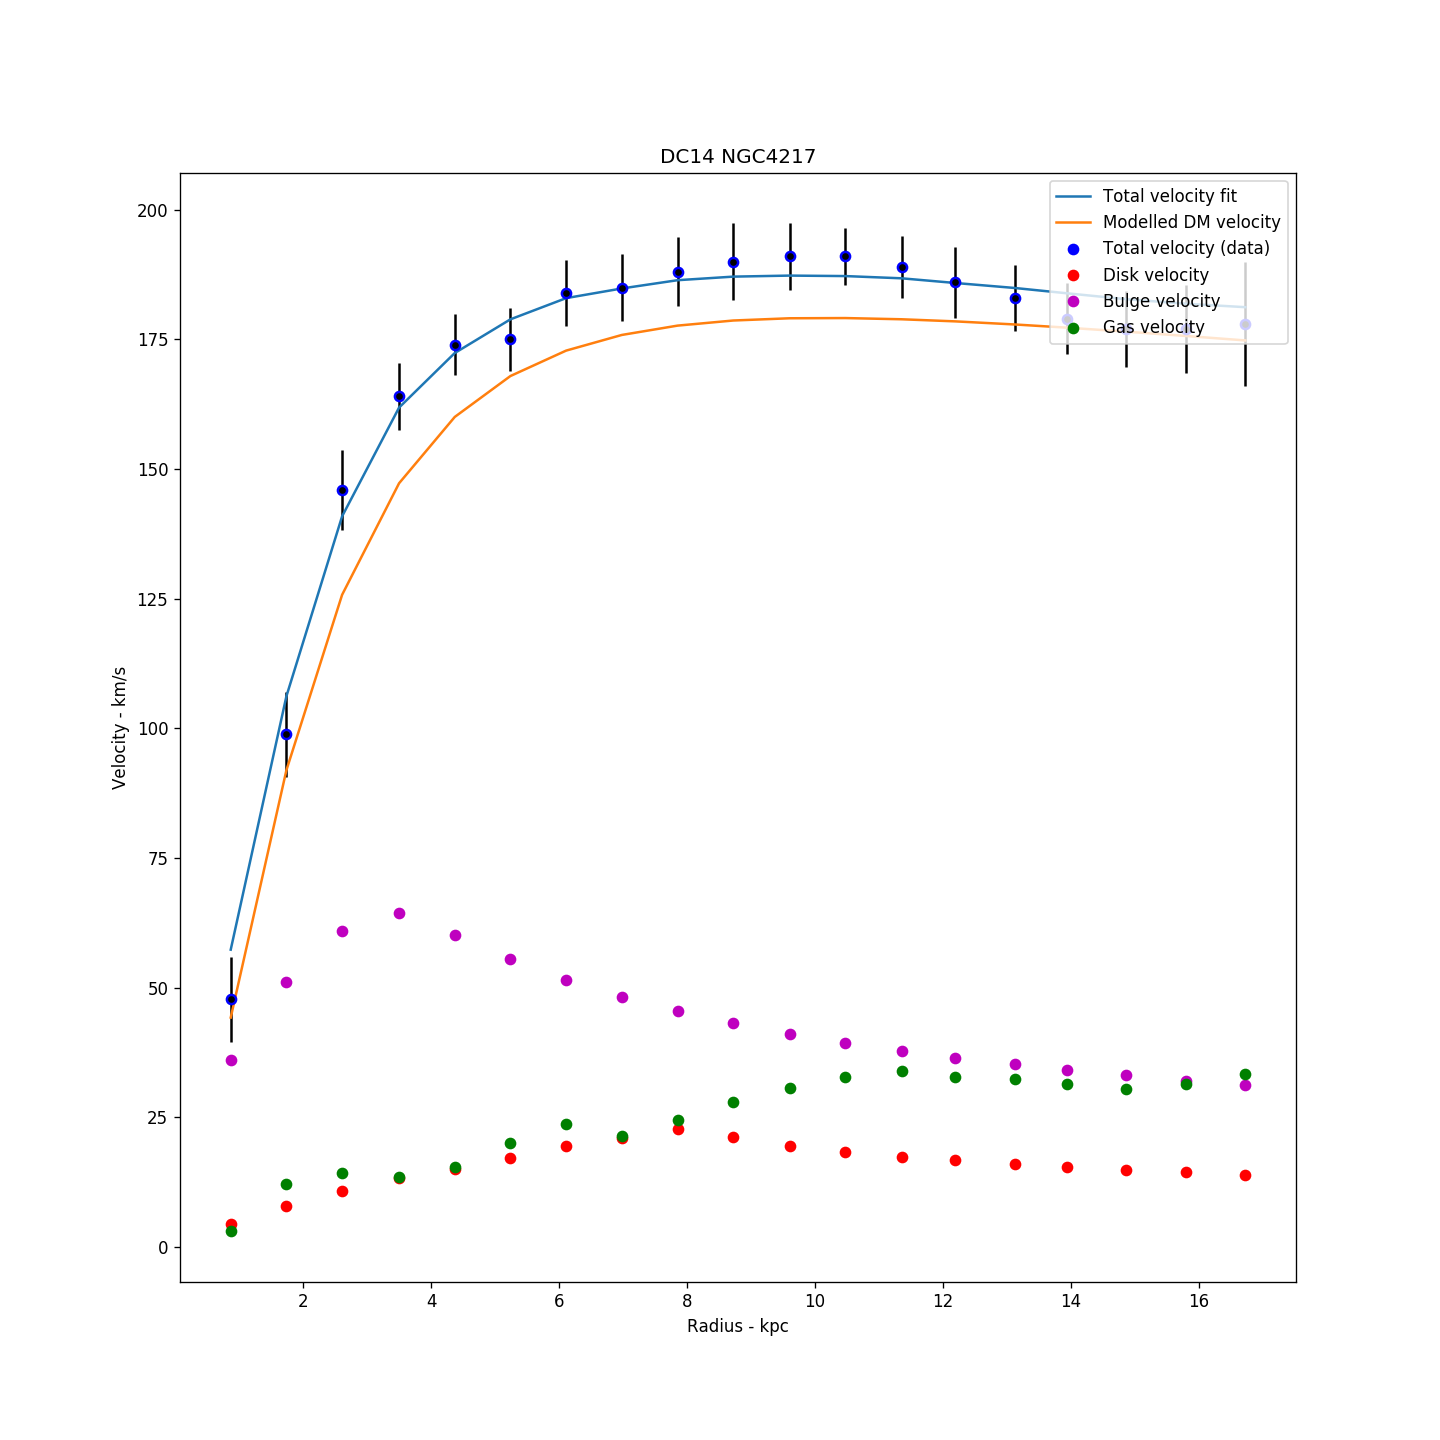 DC14 NGC4217
Total velocity fit
Modelled DM velocity
Total velocity (data)
Disk velocity
Bulge velocity
Gas velocity
200
175
150
125
100
75
50
25
0
Velocity - km/s
2 4 6 8 10 12 14 16
Radius - kpc